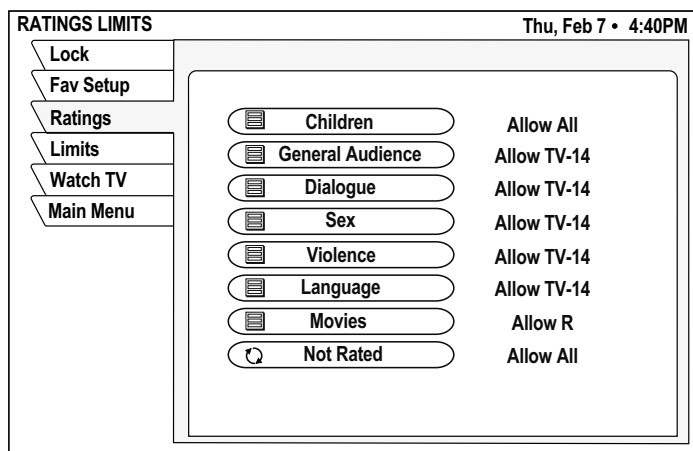 RATINGS LIMITS
Thu, Feb 7 • 4:40PM
Lock
Fav Setup
Ratings
Limits
Watch TV
Main Menu
Children Allow All
General Audience Allow TV-14
Dialogue Allow TV-14
Sex Allow TV-14
Violence Allow TV-14
Language Allow TV-14
Movies Allow R
Not Rated Allow All